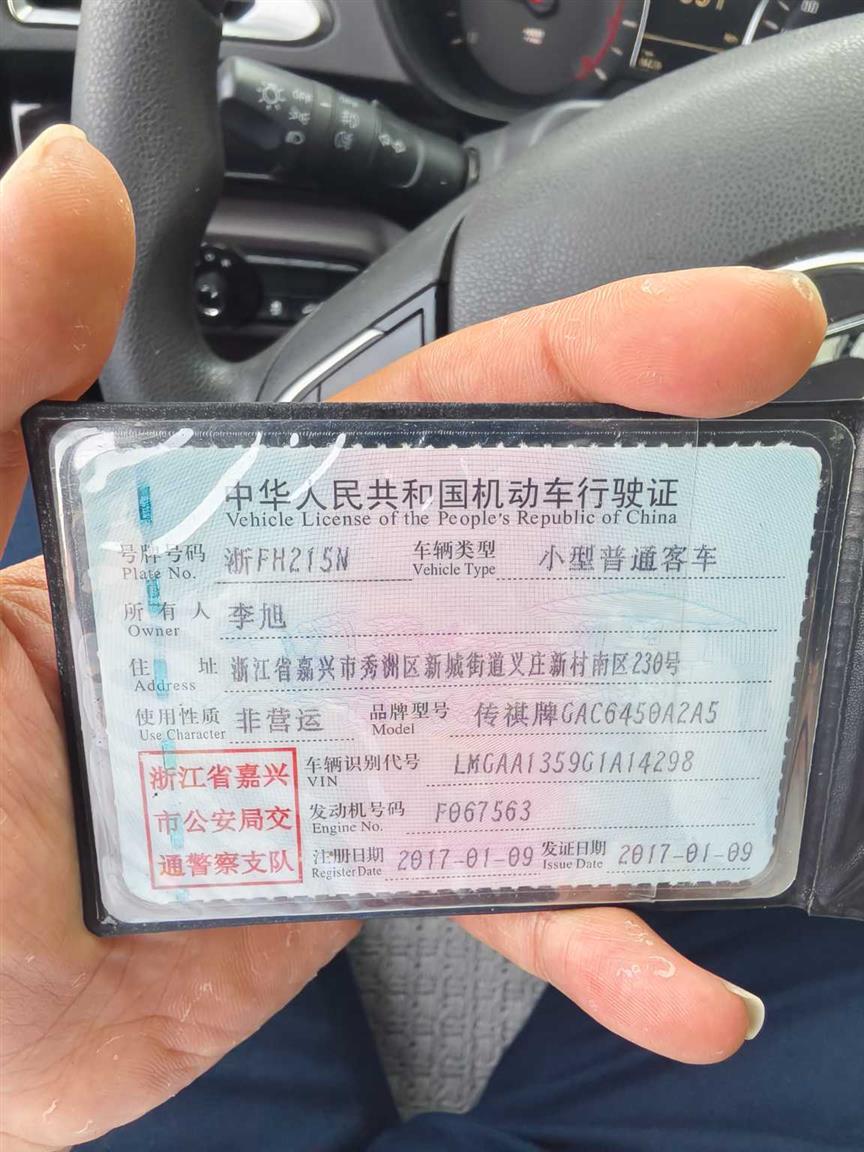 中华人民共和国机动车行驶证
Vehicle License of the People's Republic of China
号牌号码 浙FH215N 车辆类型 小型普通客车
Plate No. Vehicle Type
所有人 李旭
Owner
住址 浙江省嘉兴市秀洲区新城街道义庄新村南区230号
Address
使用性质 非营运 品牌型号 传祺牌GAC6450A2A5
Use Character Model
浙江省嘉兴
市公安局交
通警察支队
车辆识别代号 LMGAA1359G1A14298
VIN
发动机号码 F067563
Engine No.
注册日期 2017-01-09 发证日期 2017-01-09
Register Date Issue Date